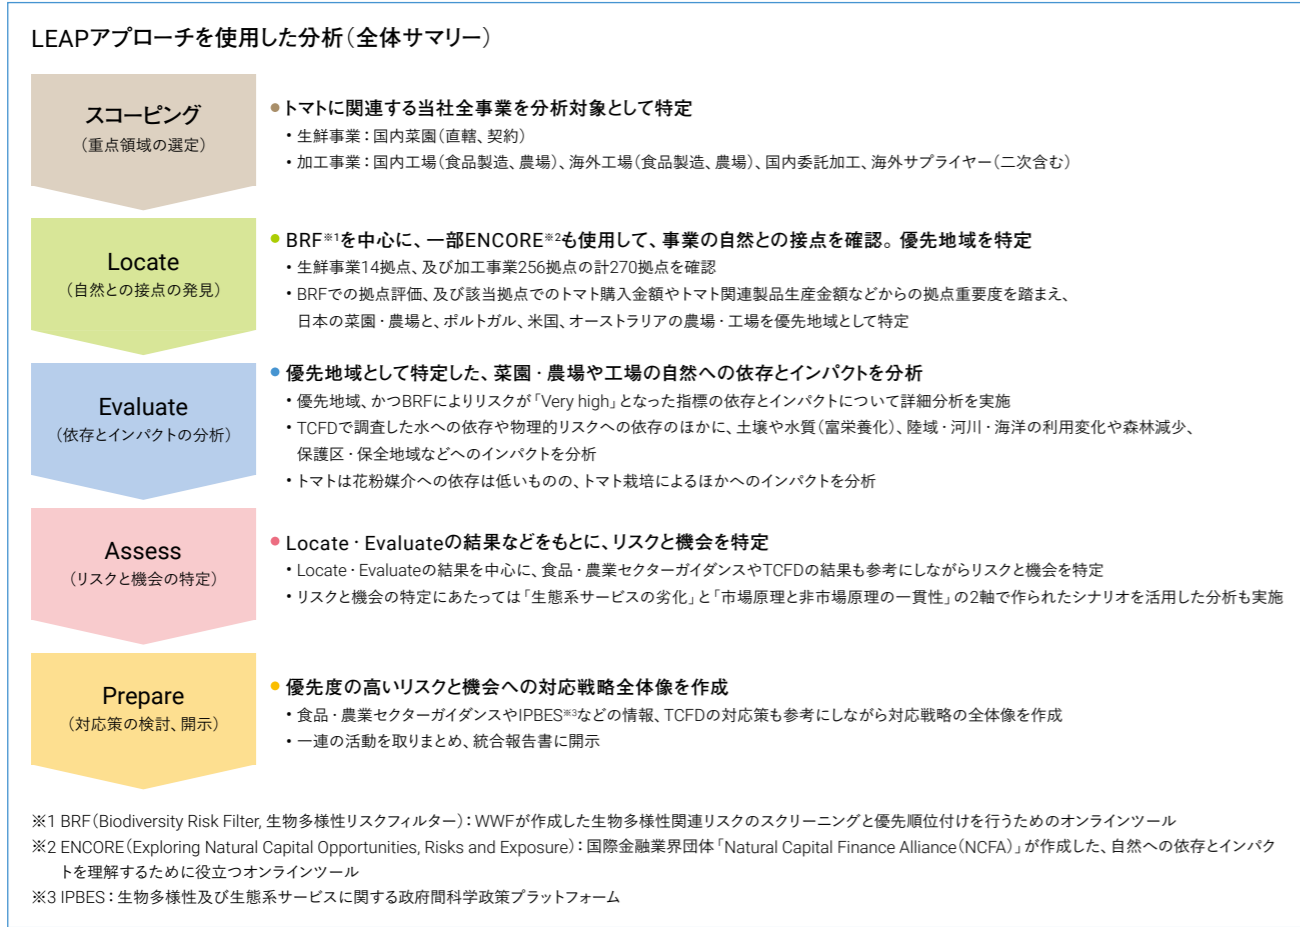 LEAPアプローチを使用した分析（全体サマリー）
スコーピング
（重点領域の選定）
● トマトに関連する当社全事業を分析対象として特定
・生鮮事業：国内菜園（直轄、契約）
・加工事業：国内工場（食品製造、農場）、海外工場（食品製造、農場）、国内委託加工、海外サプライヤー（二次含む）
Locate
（自然との接点の発見）
● BRF※1を中心に、一部ENCORE※2も使用して、事業の自然との接点を確認。優先地域を特定
・生鮮事業14拠点、及び加工事業256拠点の計270拠点を確認
・BRFでの拠点評価、及び該当拠点でのトマト購入金額やトマト関連製品生産金額などからの拠点重要度を踏まえ、
日本の菜園・農場と、ポルトガル、米国、オーストラリアの農場・工場を優先地域として特定
Evaluate
（依存とインパクトの分析）
● 優先地域として特定した、菜園・農場や工場の自然への依存とインパクトを分析
・優先地域、かつBRFによりリスクが「Very high」となった指標の依存とインパクトについて詳細分析を実施
・TCFDで調査した水への依存や物理的リスクへの依存のほかに、土壌や水質（富栄養化）、陸域・河川・海洋の利用変化や森林減少、
保護区・保全地域などへのインパクトを分析
・トマトは花粉媒介への依存は低いものの、トマト栽培によるほかへのインパクトを分析
Assess
（リスクと機会の特定）
● Locate・Evaluateの結果などをもとに、リスクと機会を特定
・Locate・Evaluateの結果を中心に、食品・農業セクターガイダンスやTCFDの結果も参考にしながらリスクと機会を特定
・リスクと機会の特定にあたっては「生態系サービスの劣化」と「市場原理と非市場原理の一貫性」の2軸で作られたシナリオを活用した分析も実施
Prepare
（対応策の検討、開示）
● 優先度の高いリスクと機会への対応戦略全体像を作成
・食品・農業セクターガイダンスやIPBES※3などの情報、TCFDの対応策も参考にしながら対応戦略の全体像を作成
・一連の活動を取りまとめ、統合報告書に開示
※1 BRF（Biodiversity Risk Filter, 生物多様性リスクフィルター）：WWFが作成した生物多様性関連リスクのスクリーニングと優先順位付けを行うためのオンラインツール
※2 ENCORE（Exploring Natural Capital Opportunities, Risks and Exposure）：国際金融業界団体「Natural Capital Finance Alliance（NCFA）」が作成した、自然への依存とインパク
トを理解するために役立つオンラインツール
※3 IPBES：生物多様性及び生態系サービスに関する政府間科学政策プラットフォーム